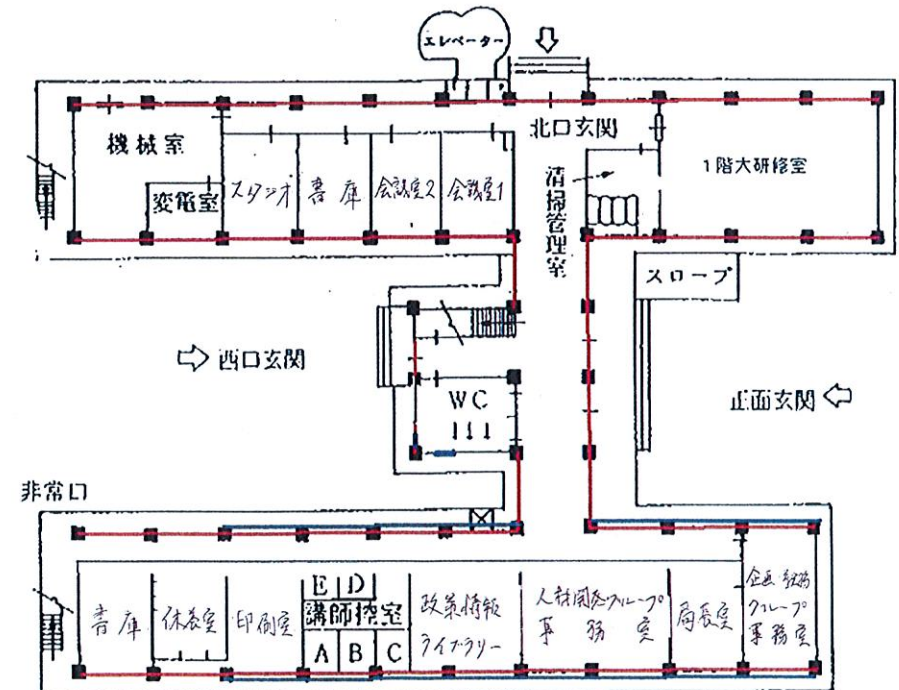 エレベーター
北口玄関
機械室
1階大研修室
変電室
スタジオ
書庫
会議室2
会議室1
清掃管理室
スロープ
西口玄関
WC
正面玄関
非常口
書庫
休養室
印刷室
E D
講師控室
A B C
政策情報
ライブラリー
人材開発グループ
事務室
局長室
企画・総務
グループ
事務室